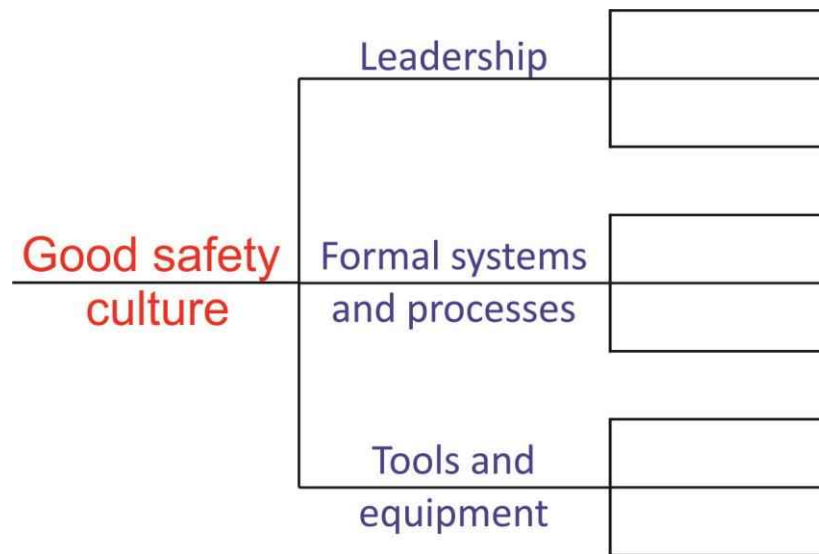 Leadership
Good safety
culture
Formal systems
and processes
Tools and
equipment